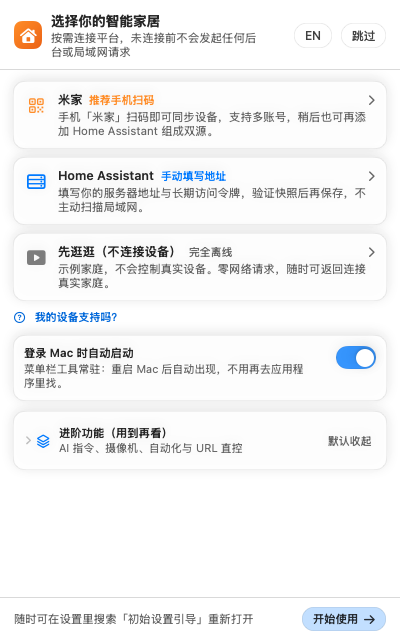 选择你的智能家居
按需连接平台，未连接前不会发起任何后
台或局域网请求
EN
跳过
米家 推荐手机扫码
手机「米家」扫码即可同步设备，支持多账号，稍后也可再添
加 Home Assistant 组成双源。
Home Assistant 手动填写地址
填写你的服务器地址与长期访问令牌，验证快照后再保存，不
主动扫描局域网。
先逛逛（不连接设备） 完全离线
示例家庭，不会控制真实设备。零网络请求，随时可返回连接
真实家庭。
? 我的设备支持吗？
登录 Mac 时自动启动
菜单栏工具常驻：重启 Mac 后自动出现，不用再去应用程
序里找。
进阶功能（用到再看）
AI 指令、摄像机、自动化与 URL 直控
默认收起
随时可在设置里搜索「初始设置引导」重新打开
开始使用 →